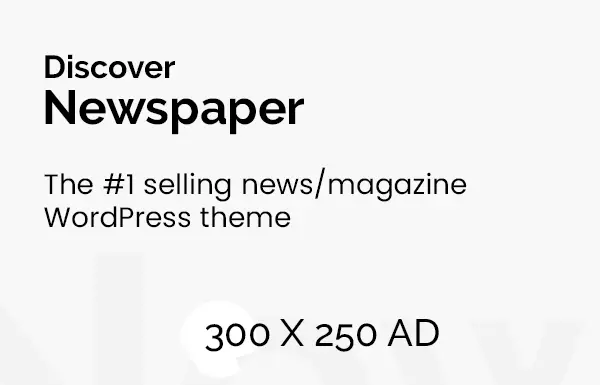 Discover
Newspaper
The #1 selling news/magazine
WordPress theme
300 X 250 AD